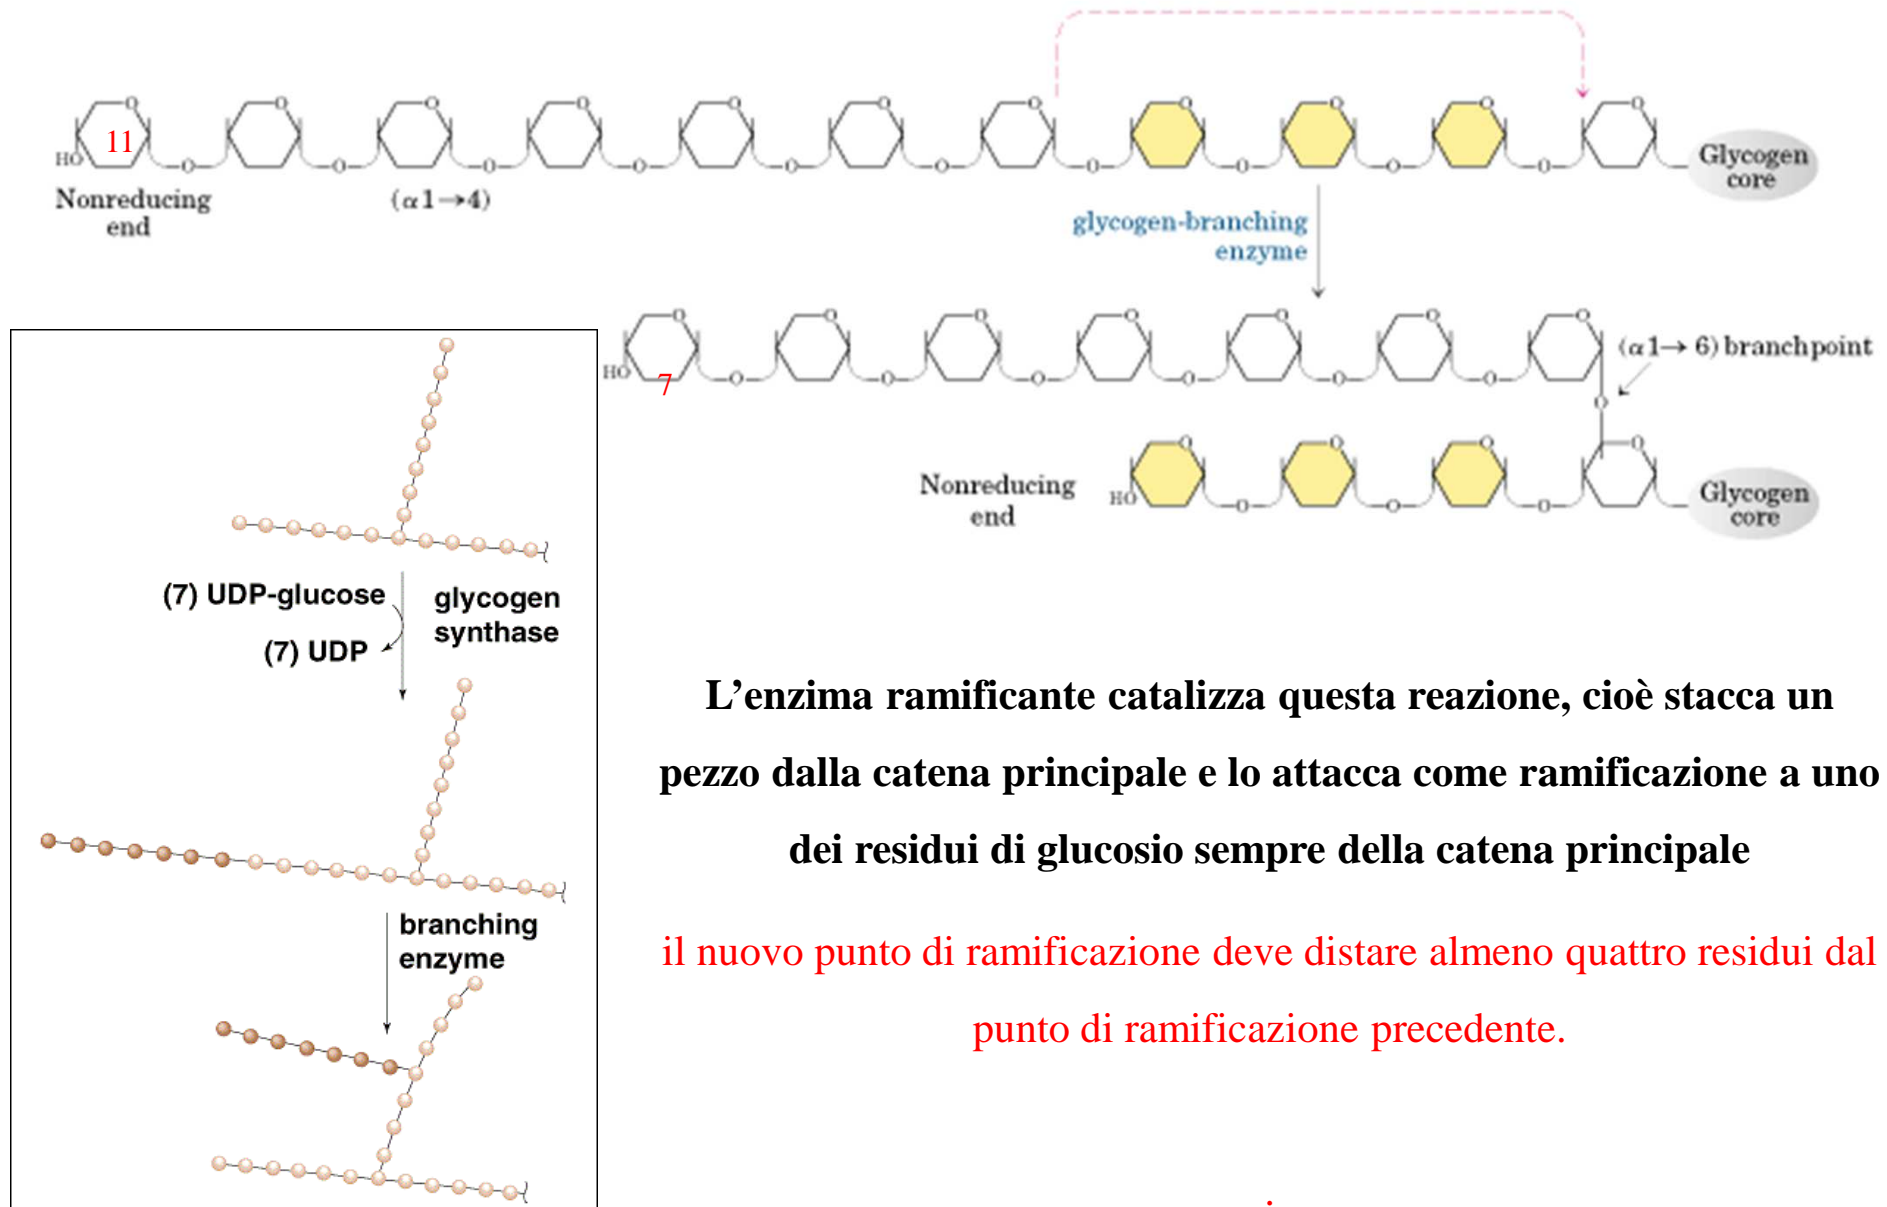 11
HO
Nonreducing
end
(α1→4)
Glycogen
core
glycogen-branching
enzyme
HO
7
(α1→ 6) branchpoint
Nonreducing
end
HO
Glycogen
core
(7) UDP-glucose
(7) UDP
glycogen
synthase
branching
enzyme
L’enzima ramificante catalizza questa reazione, cioè stacca un
pezzo dalla catena principale e lo attacca come ramificazione a uno
dei residui di glucosio sempre della catena principale
il nuovo punto di ramificazione deve distare almeno quattro residui dal
punto di ramificazione precedente.
.